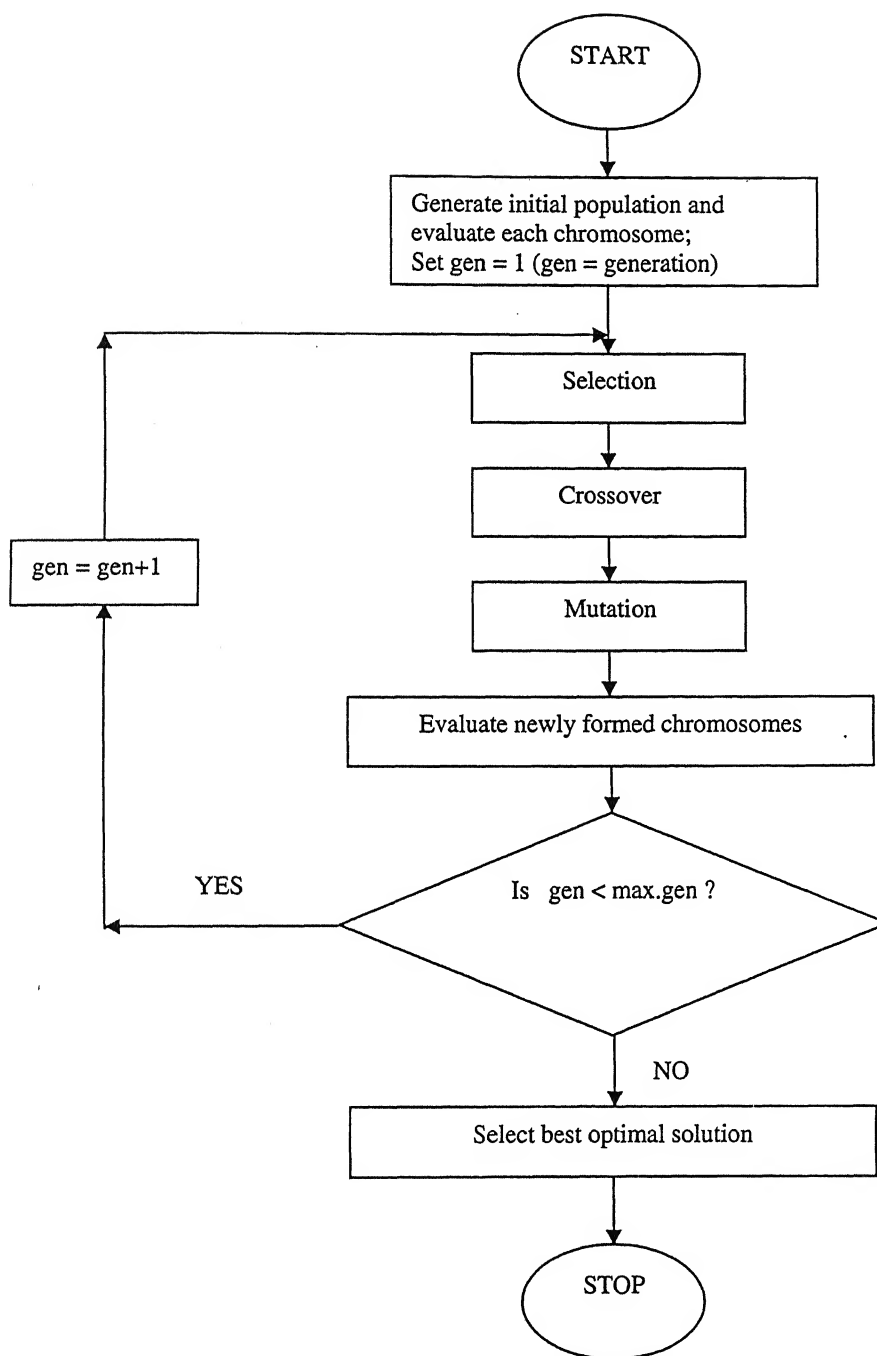 START
Generate initial population and
evaluate each chromosome;
Set gen = 1 (gen = generation)
Selection
Crossover
gen = gen+1
Mutation
Evaluate newly formed chromosomes
YES
Is gen < max.gen ?
NO
Select best optimal solution
STOP